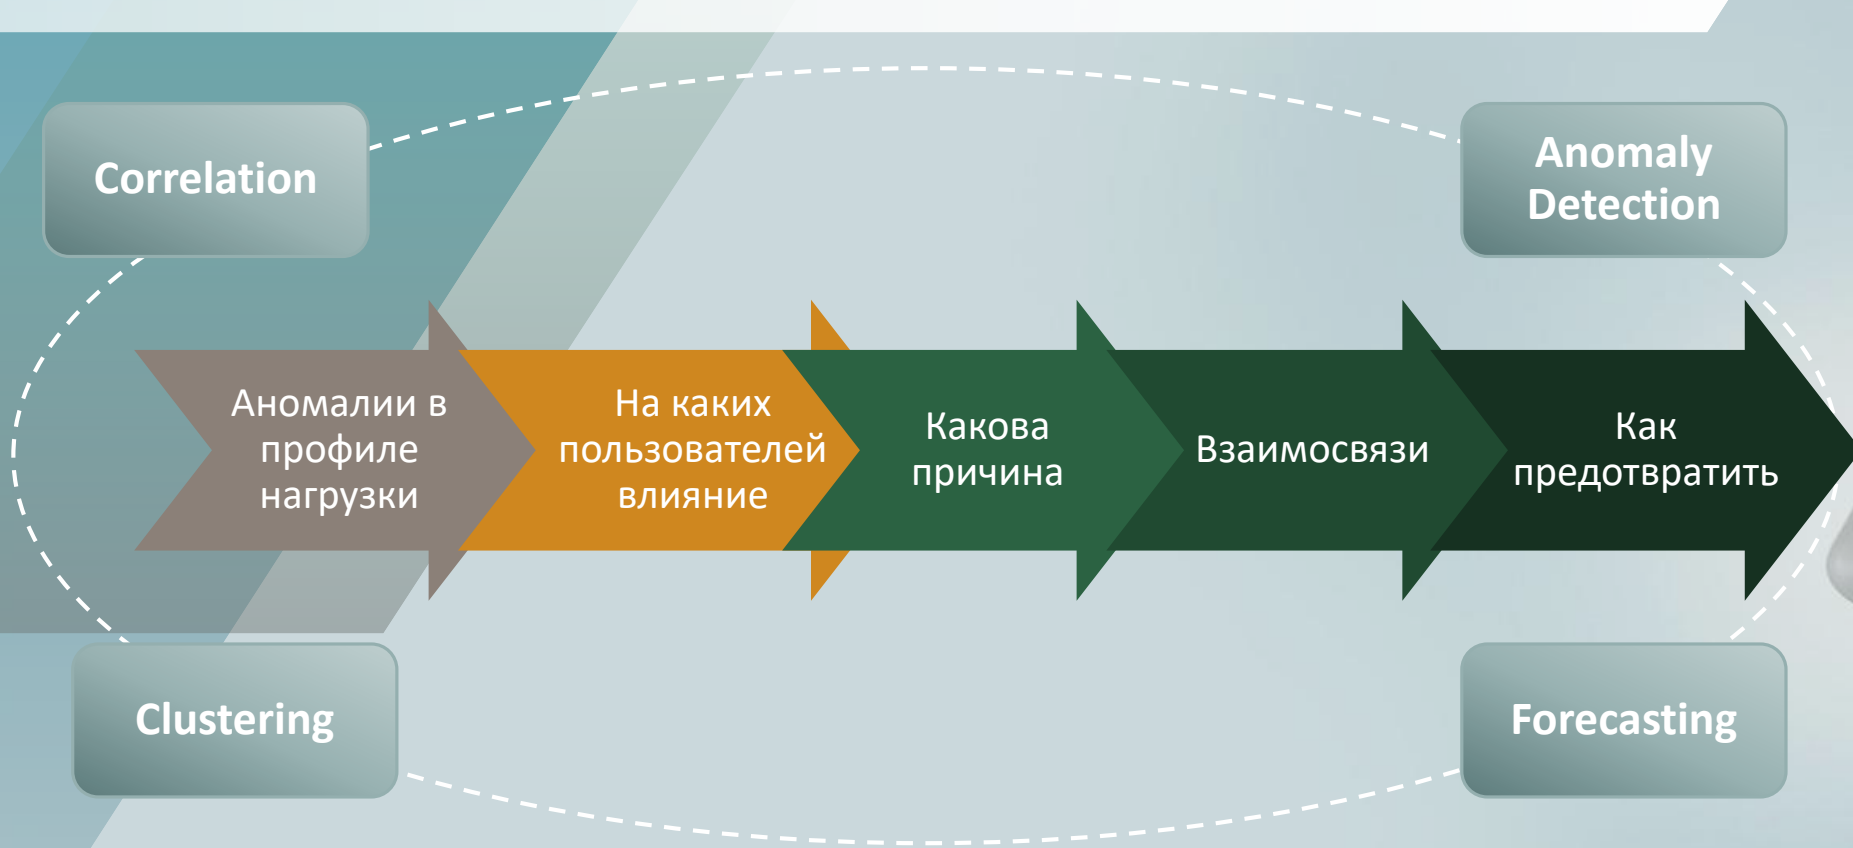 Correlation
Anomaly
Detection
Аномалии в
профиле
нагрузки
На каких
пользователей
влияние
Какова
причина
Взаимосвязи
Как
предотвратить
Clustering
Forecasting